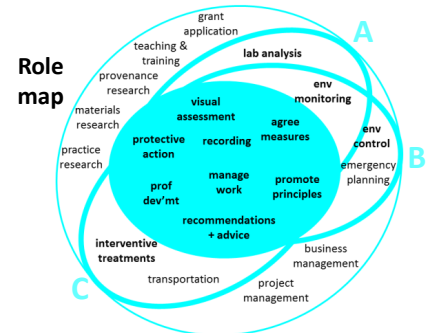 Role
map
grant
application
teaching &
training
provenance
research
materials
research
practice
research
lab analysis
A
env
monitoring
env
control
B
emergency
planning
visual
assessment
agree
measures
protective
action
recording
prof
dev'mt
manage
work
promote
principles
recommendations
+ advice
interventive
treatments
C
transportation
business
management
project
management